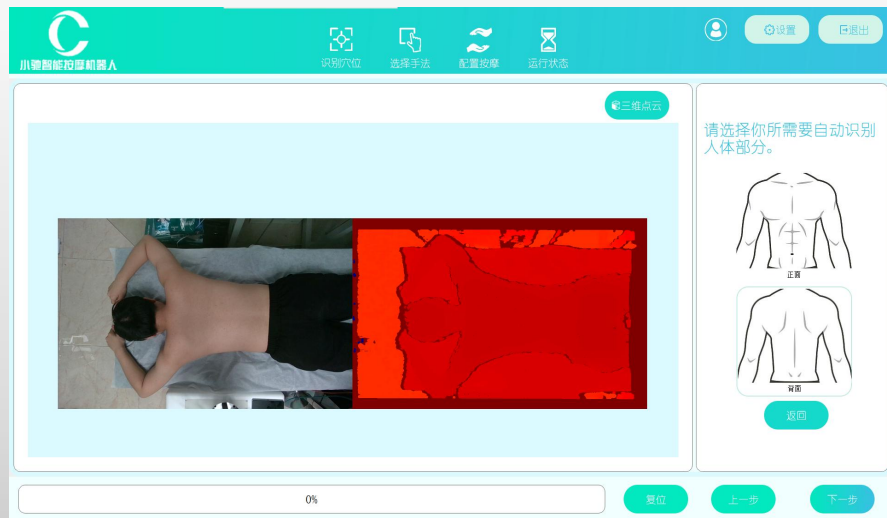 小驰智能按摩机器人
识别穴位
选择手法
配置按摩
运行状态
设置
退出
三维点云
请选择你所需要自动识别
人体部分。
正面
背面
返回
0%
复位
上一步
下一步